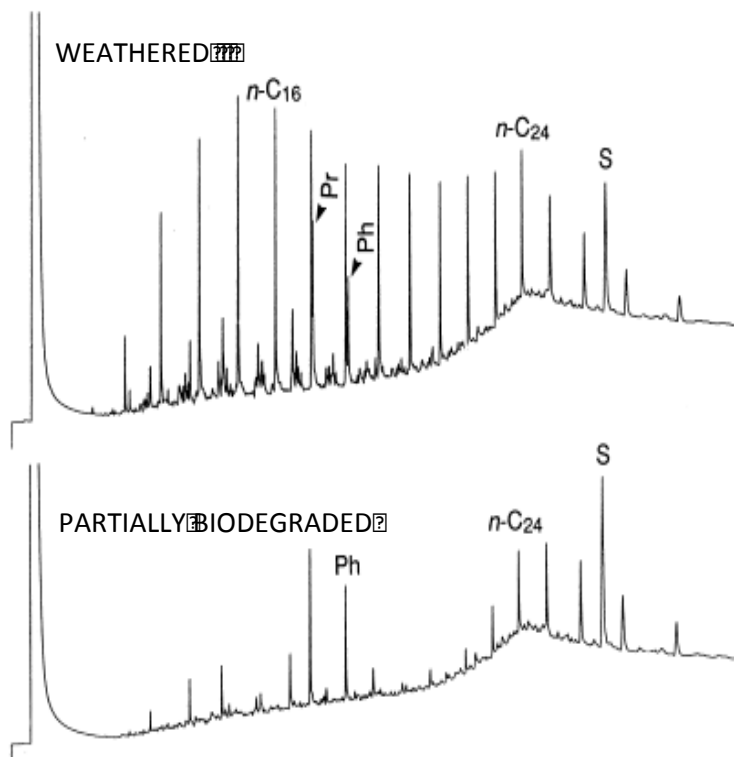 WEATHERED
n-C16
n-C24
S
Pr
Ph
PARTIALLY BIODEGRADED
S
n-C24
Ph